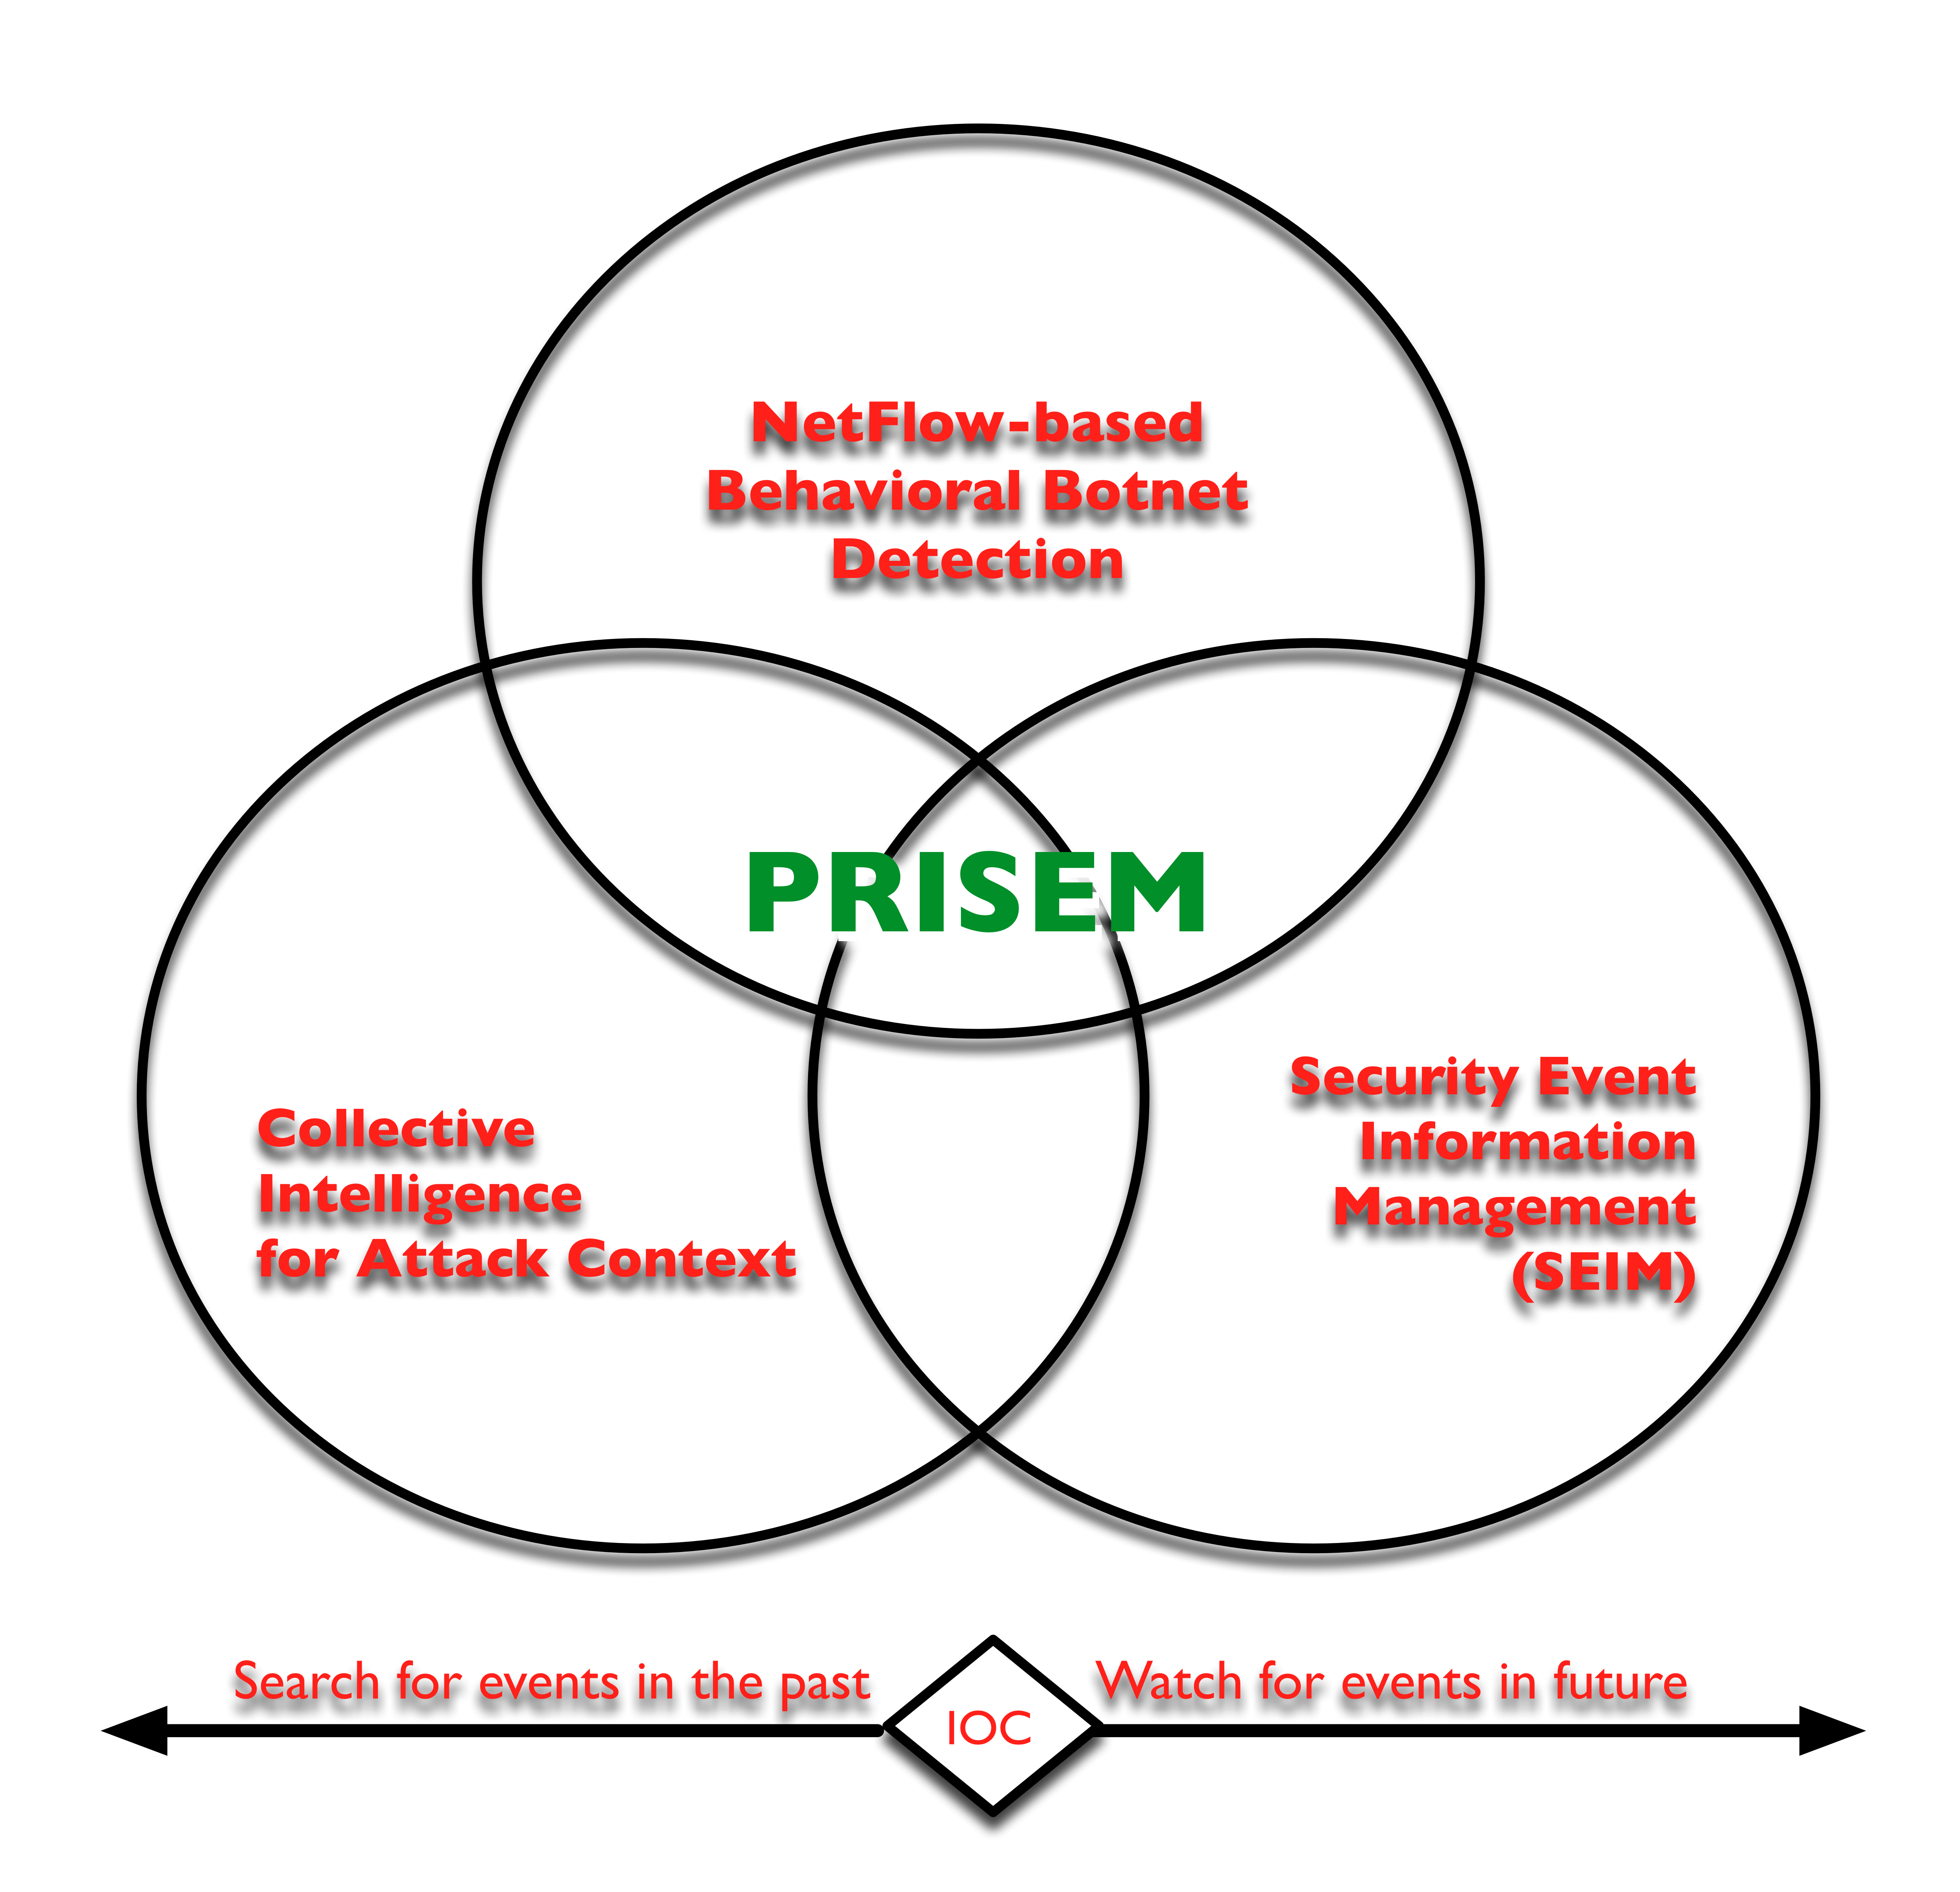 NetFlow-based
Behavioral Botnet
Detection
PRISEM
Collective
Intelligence
for Attack Context
Security Event
Information
Management
(SEIM)
Search for events in the past
IOC
Watch for events in future